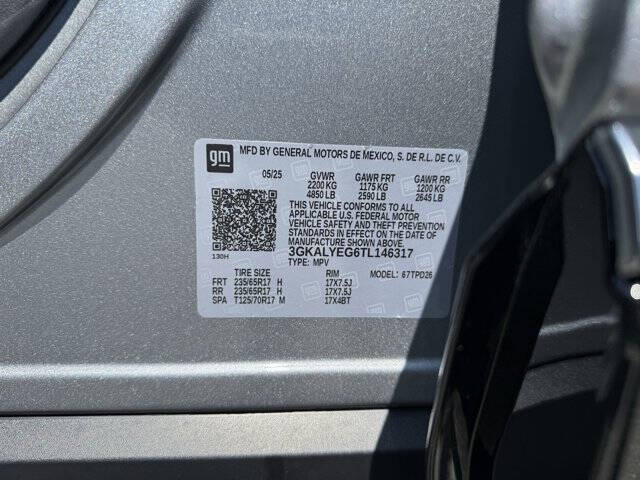 gm
MFD BY GENERAL MOTORS DE MEXICO, S. DE R.L. DE C.V.
05/25 GVWR GAWR FRT GAWR RR
2200 KG 1175 KG 1200 KG
4850 LB 2590 LB 2645 LB
THIS VEHICLE CONFORMS TO ALL
APPLICABLE U.S. FEDERAL MOTOR
VEHICLE SAFETY AND THEFT PREVENTION
STANDARDS IN EFFECT ON THE DATE
OF MANUFACTURE SHOWN ABOVE.
3GKALYEG6TL146317
130H TYPE: MPV MODEL: 67TPD26
TIRE SIZE RIM
FRT 235/65R17 H 17X7.5J
RR 235/65R17 H 17X7.5J
SPA T125/70R17 M 17X4BT